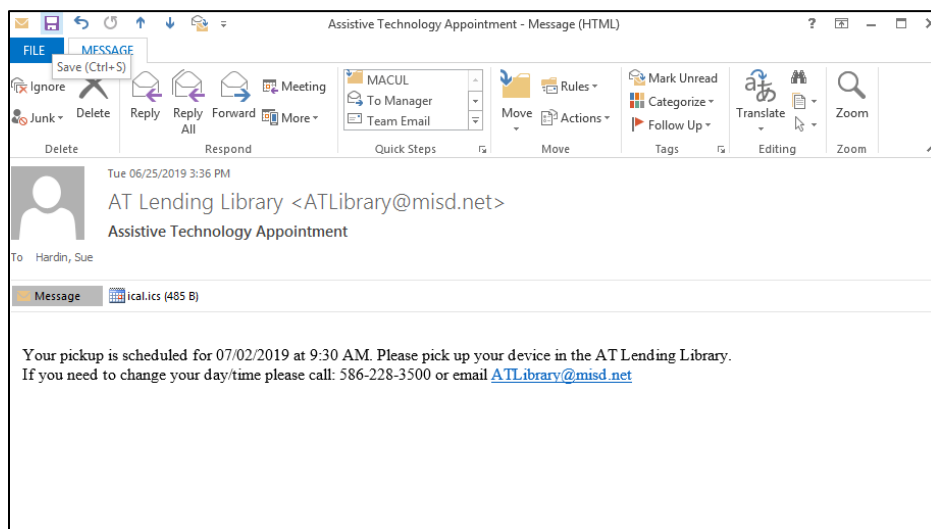 Assistive Technology Appointment - Message (HTML)
FILE MESSAGE
Save (Ctrl+S)
Ignore
Junk
Delete
Reply
Reply All
Forward
Meeting
More
MACUL
To Manager
Team Email
Move
Rules
Actions
Mark Unread
Categorize
Follow Up
Translate
Zoom
Delete Respond Quick Steps Move Tags Editing Zoom
Tue 06/25/2019 3:36 PM
AT Lending Library <ATLibrary@misd.net>
Assistive Technology Appointment
To Hardin, Sue
Message ical.ics (485 B)
Your pickup is scheduled for 07/02/2019 at 9:30 AM. Please pick up your device in the AT Lending Library.
If you need to change your day/time please call: 586-228-3500 or email ATLibrary@misd.net